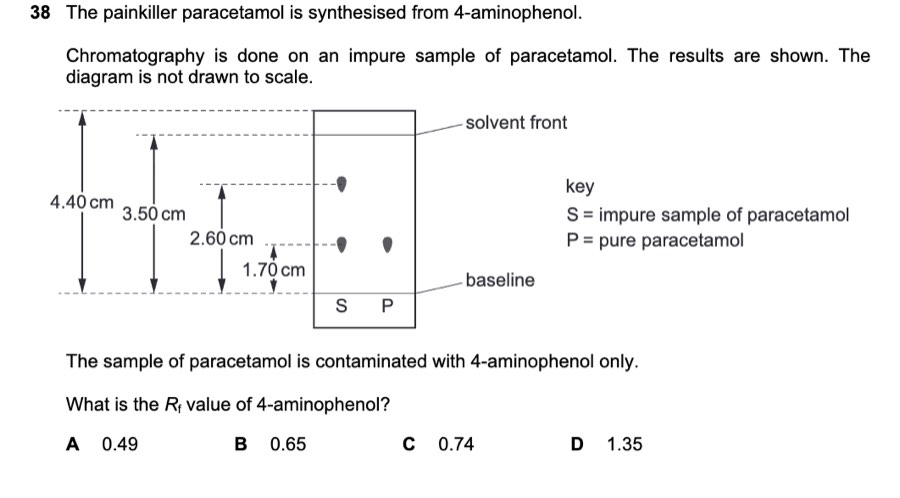 38 The painkiller paracetamol is synthesised from 4-aminophenol.
Chromatography is done on an impure sample of paracetamol. The results are shown. The
diagram is not drawn to scale.
solvent front
4.40 cm
3.50 cm
2.60 cm
1.70 cm
key
S = impure sample of paracetamol
P = pure paracetamol
baseline
S P
The sample of paracetamol is contaminated with 4-aminophenol only.
What is the Rf value of 4-aminophenol?
A 0.49 B 0.65 C 0.74 D 1.35